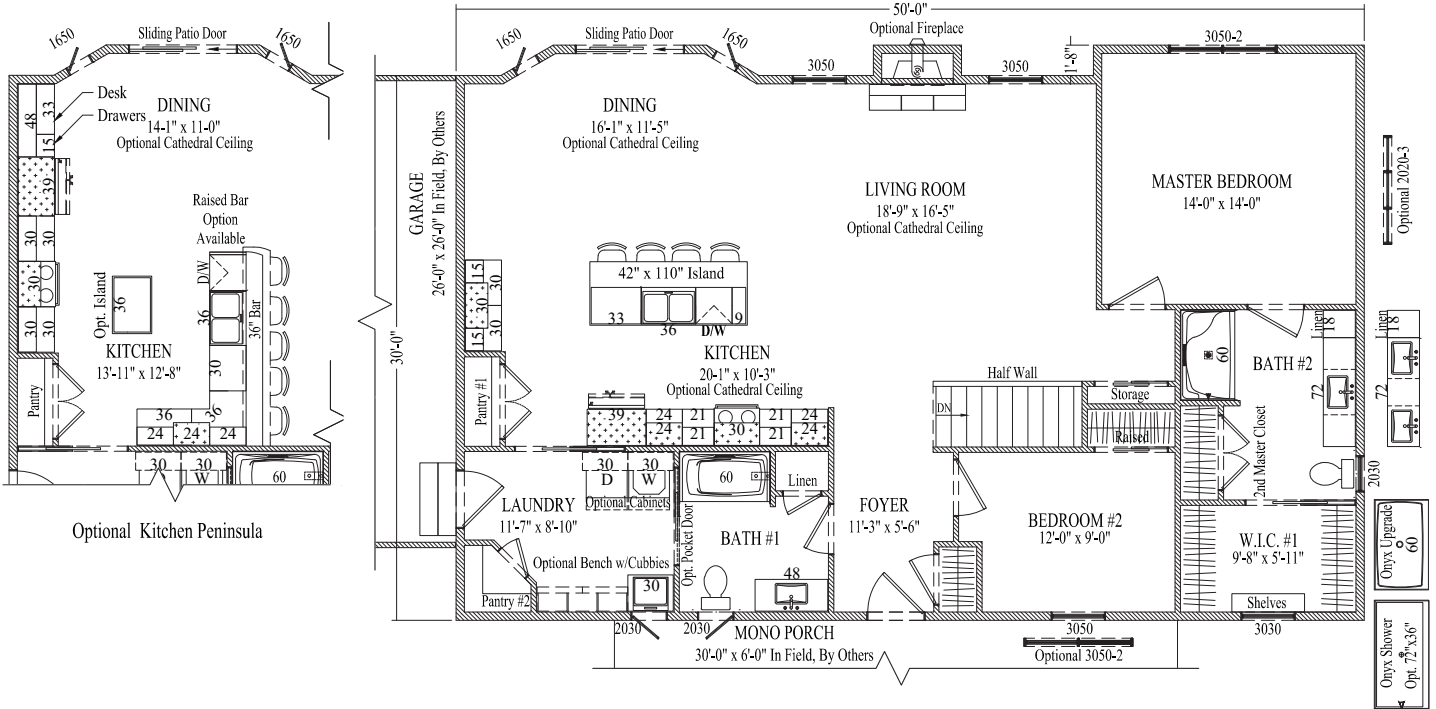 1650
Sliding Patio Door
1650
Desk
Drawers
DINING
14-1" x 11-0"
Optional Cathedral Ceiling
48
33
15
39
30
30
30
30
30
Raised Bar
Option
Available
D/W
36
36" Bar
30
Opt. Island
36
KITCHEN
13'-11" x 12'-8"
Pantry
36
36
24
24
24
30
30
W
60
Optional Kitchen Peninsula
50'-0"
1650
Sliding Patio Door
1650
Optional Fireplace
3050
3050
1'-8"
3050-2
GARAGE
26'-0" x 26'-0" In Field, By Others
30'-0"
DINING
16'-1" x 11'-5"
Optional Cathedral Ceiling
LIVING ROOM
18'-9" x 16'-5"
Optional Cathedral Ceiling
MASTER BEDROOM
14'-0" x 14'-0"
Optional 2020-3
42" x 110" Island
33
36
D/W
9
15
30
30
15
30
KITCHEN
20-1" x 10'-3"
Optional Cathedral Ceiling
Pantry #1
39
24
21
21
24
24
21
30
21
24
Half Wall
DN
Storage
Raised
60
BATH #2
Linen
18
72
Linen
18
72
2nd Master Closet
2030
LAUNDRY
11'-7" x 8'-10"
30
D
30
W
Optional Cabinets
Optional Bench w/Cubbies
30
Pantry #2
Opt. Pocket Door
60
Linen
BATH #1
48
FOYER
11'-3" x 5'-6"
BEDROOM #2
12'-0" x 9'-0"
W.I.C. #1
9'-8" x 5'-11"
Shelves
Onyx Upgrade
60
Onyx Shower
Opt. 72"x36"
2030
2030
MONO PORCH
30'-0" x 6'-0" In Field, By Others
3050
Optional 3050-2
3030